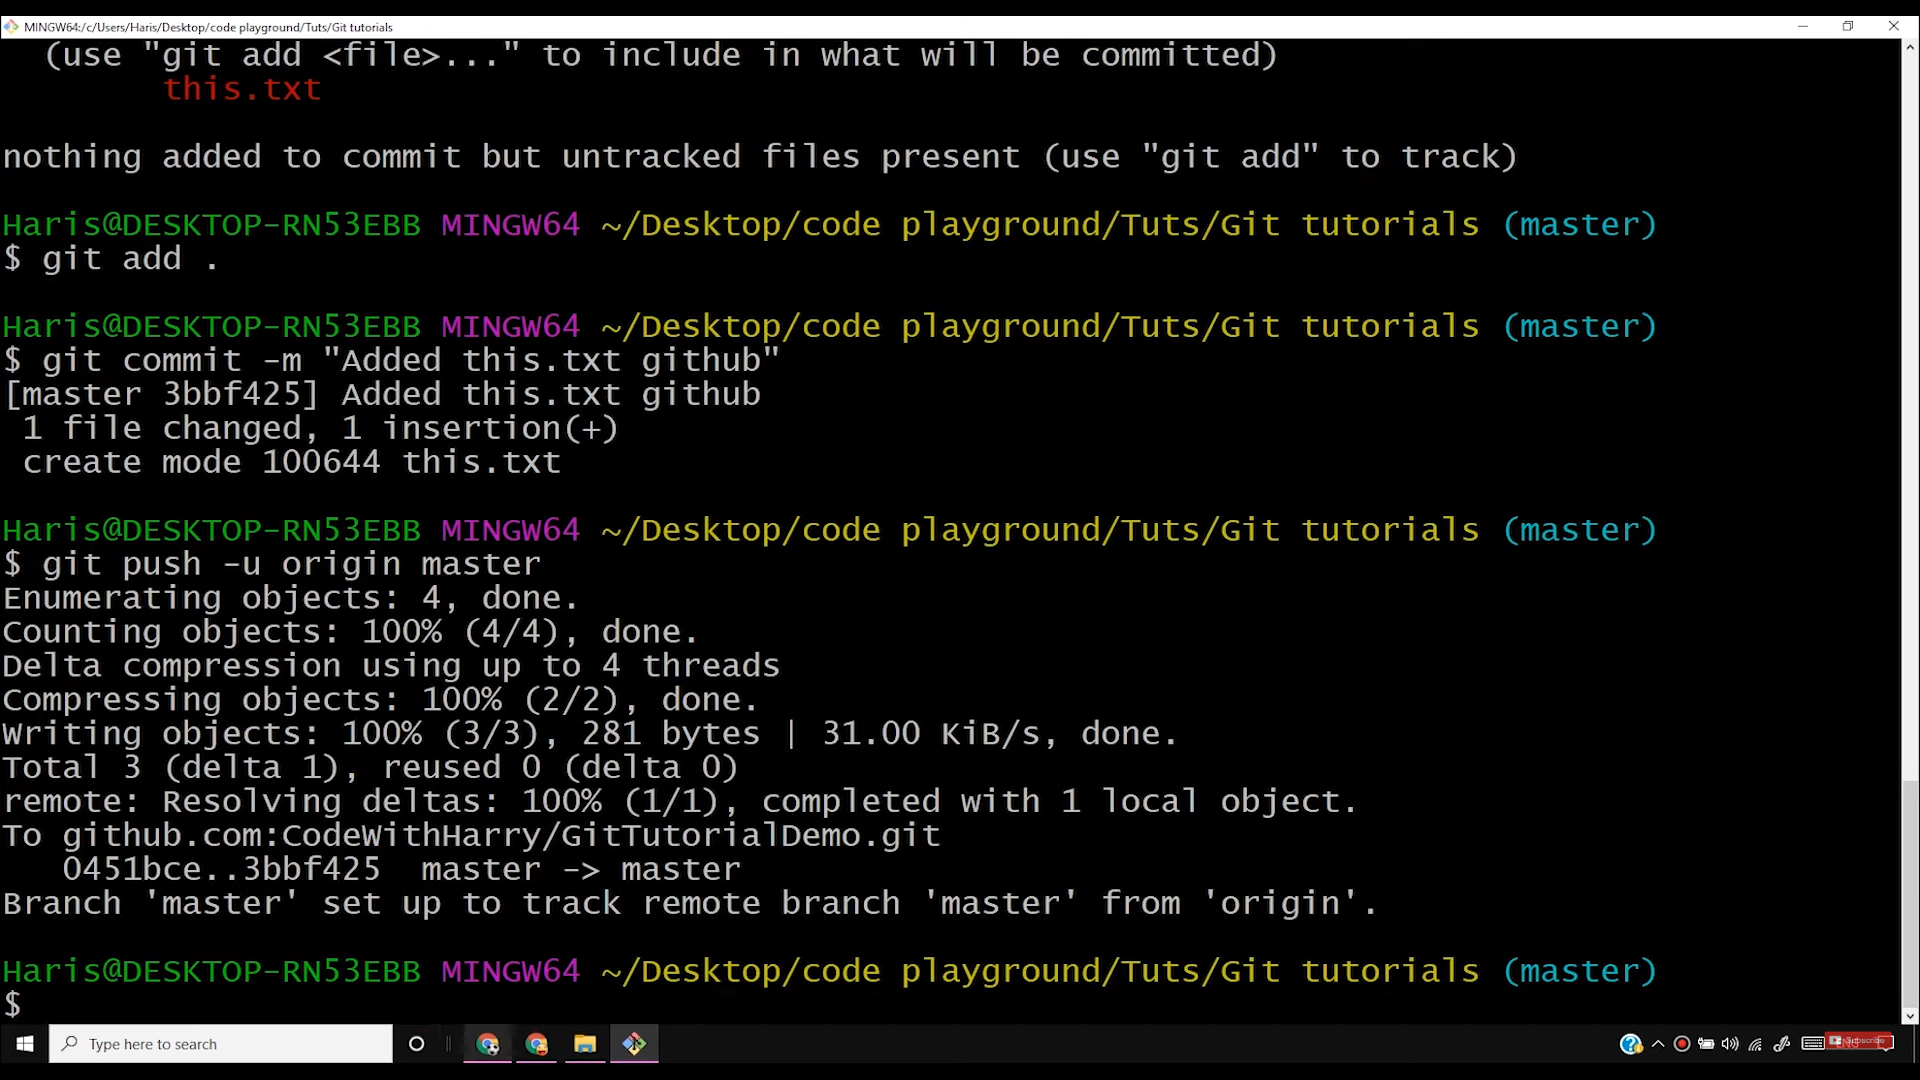 MINGW64:/c/Users/Haris/Desktop/code playground/Tuts/Git tutorials
(use "git add <file>..." to include in what will be committed)
this.txt
nothing added to commit but untracked files present (use "git add" to track)
Haris@DESKTOP-RN53EBB MINGW64 ~/Desktop/code playground/Tuts/Git tutorials (master)
$ git add .
Haris@DESKTOP-RN53EBB MINGW64 ~/Desktop/code playground/Tuts/Git tutorials (master)
$ git commit -m "Added this.txt github"
[master 3bbf425] Added this.txt github
1 file changed, 1 insertion(+)
create mode 100644 this.txt
Haris@DESKTOP-RN53EBB MINGW64 ~/Desktop/code playground/Tuts/Git tutorials (master)
$ git push -u origin master
Enumerating objects: 4, done.
Counting objects: 100% (4/4), done.
Delta compression using up to 4 threads
Compressing objects: 100% (2/2), done.
Writing objects: 100% (3/3), 281 bytes | 31.00 KiB/s, done.
Total 3 (delta 1), reused 0 (delta 0)
remote: Resolving deltas: 100% (1/1), completed with 1 local object.
To github.com:CodeWithHarry/GitTutorialDemo.git
0451bce..3bbf425  master -> master
Branch 'master' set up to track remote branch 'master' from 'origin'.
Haris@DESKTOP-RN53EBB MINGW64 ~/Desktop/code playground/Tuts/Git tutorials (master)
$
Type here to search
Subscribe